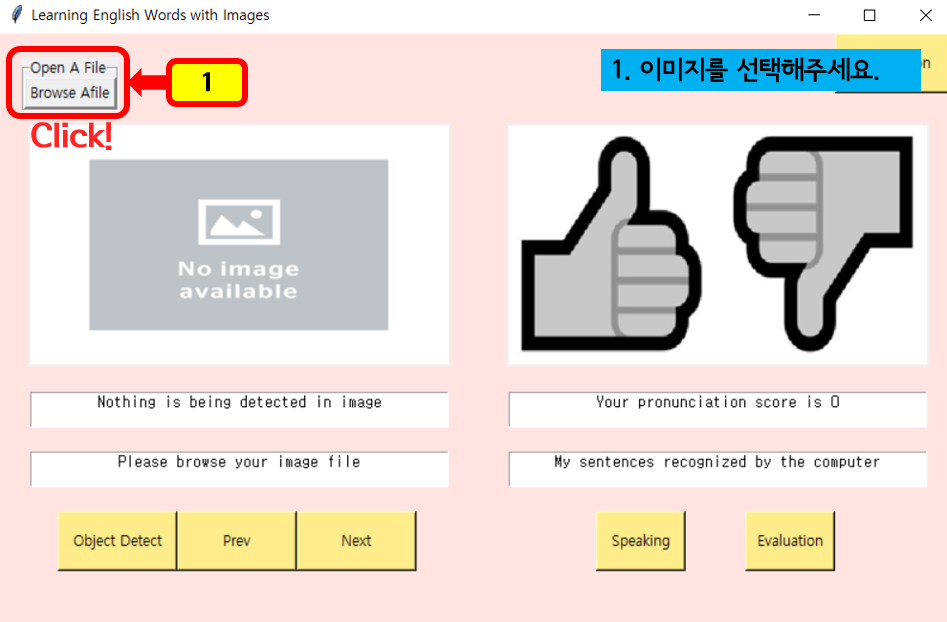 Learning English Words with Images
Open A File
Browse Afile
1
1. 이미지를 선택해주세요.
Click!
No image
available
Nothing is being detected in image
Your pronunciation score is 0
Please browse your image file
My sentences recognized by the computer
Object Detect
Prev
Next
Speaking
Evaluation